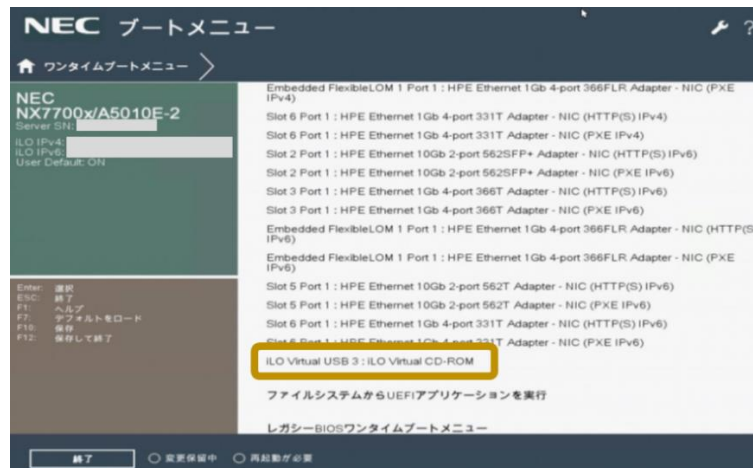 NEC ブートメニュー
?
ワンタイムブートメニュー
NEC
NX7700x/A5010E-2
Server SN:
iLO IPv4:
iLO IPv6:
User Default: ON
Enter: 選択
ESC: 終了
F1: ヘルプ
F7: デフォルトをロード
F10: 保存
F12: 保存して終了
Embedded FlexibleLOM 1 Port 1 : HPE Ethernet 1Gb 4-port 366FLR Adapter - NIC (PXE
IPv4)
Slot 6 Port 1 : HPE Ethernet 1Gb 4-port 331T Adapter - NIC (HTTP(S) IPv4)
Slot 6 Port 1 : HPE Ethernet 1Gb 4-port 331T Adapter - NIC (PXE IPv4)
Slot 2 Port 1 : HPE Ethernet 10Gb 2-port 562SFP+ Adapter - NIC (HTTP(S) IPv6)
Slot 2 Port 1 : HPE Ethernet 10Gb 2-port 562SFP+ Adapter - NIC (PXE IPv6)
Slot 3 Port 1 : HPE Ethernet 1Gb 4-port 366T Adapter - NIC (HTTP(S) IPv6)
Slot 3 Port 1 : HPE Ethernet 1Gb 4-port 366T Adapter - NIC (PXE IPv6)
Embedded FlexibleLOM 1 Port 1 : HPE Ethernet 1Gb 4-port 366FLR Adapter - NIC (HTTP(S
IPv6)
Embedded FlexibleLOM 1 Port 1 : HPE Ethernet 1Gb 4-port 366FLR Adapter - NIC (PXE
IPv6)
Slot 5 Port 1 : HPE Ethernet 10Gb 2-port 562T Adapter - NIC (HTTP(S) IPv6)
Slot 5 Port 1 : HPE Ethernet 10Gb 2-port 562T Adapter - NIC (PXE IPv6)
Slot 6 Port 1 : HPE Ethernet 1Gb 4-port 331T Adapter - NIC (HTTP(S) IPv6)
Slot 6 Port 1 : HPE Ethernet 1Gb 4-port 331T Adapter - NIC (PXE IPv6)
iLO Virtual USB 3 : iLO Virtual CD-ROM
ファイルシステムからUEFIアプリケーションを実行
レガシーBIOSワンタイムブートメニュー
終了
変更保留中
再起動が必要